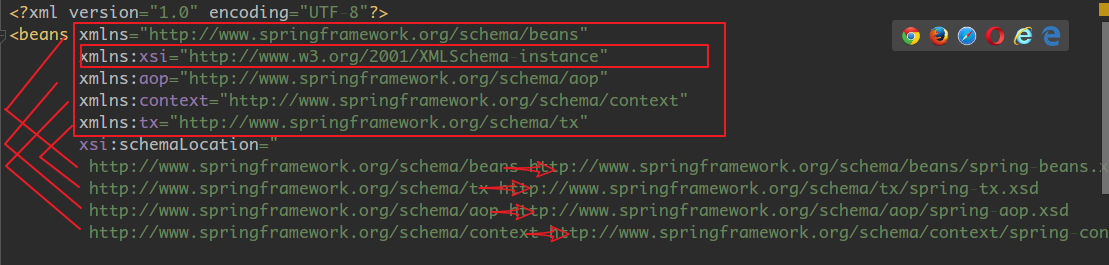 <?xml version="1.0" encoding="UTF-8"?>
<beans xmlns="http://www.springframework.org/schema/beans"
xmlns:xsi="http://www.w3.org/2001/XMLSchema-instance
xmlns:aop="http://www.springframework.org/schema/aop"
xmlns:context="http://www.springframework.org/schema/context"
xmlns:tx="http://www.springframework.org/schema/tx"
xsi:schemaLocation="
http://www.springframework.org/schema/beans http://www.springframework.org/schema/beans/spring-beans.x
http://www.springframework.org/schema/tx http://www.springframework.org/schema/tx/spring-tx.xsd
http://www.springframework.org/schema/aop http://www.springframework.org/schema/aop/spring-aop.xsd
http://www.springframework.org/schema/context http://www.springframework.org/schema/context/spring-con